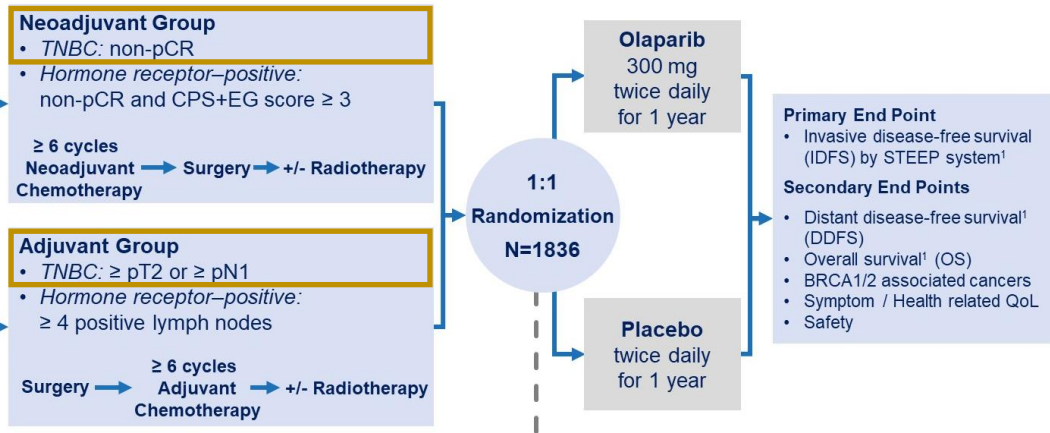 Neoadjuvant Group
• TNBC: non-pCR
• Hormone receptor–positive:
non-pCR and CPS+EG score ≥ 3
≥ 6 cycles
Neoadjuvant
Chemotherapy
Surgery
+/- Radiotherapy
Adjuvant Group
• TNBC: ≥ pT2 or ≥ pN1
• Hormone receptor–positive:
≥ 4 positive lymph nodes
Surgery
≥ 6 cycles
Adjuvant
Chemotherapy
+/- Radiotherapy
1:1
Randomization
N=1836
Olaparib
300 mg
twice daily
for 1 year
Placebo
twice daily
for 1 year
Primary End Point
• Invasive disease-free survival
(IDFS) by STEEP system¹
Secondary End Points
• Distant disease-free survival¹
(DDFS)
• Overall survival¹ (OS)
• BRCA1/2 associated cancers
• Symptom / Health related QoL
• Safety